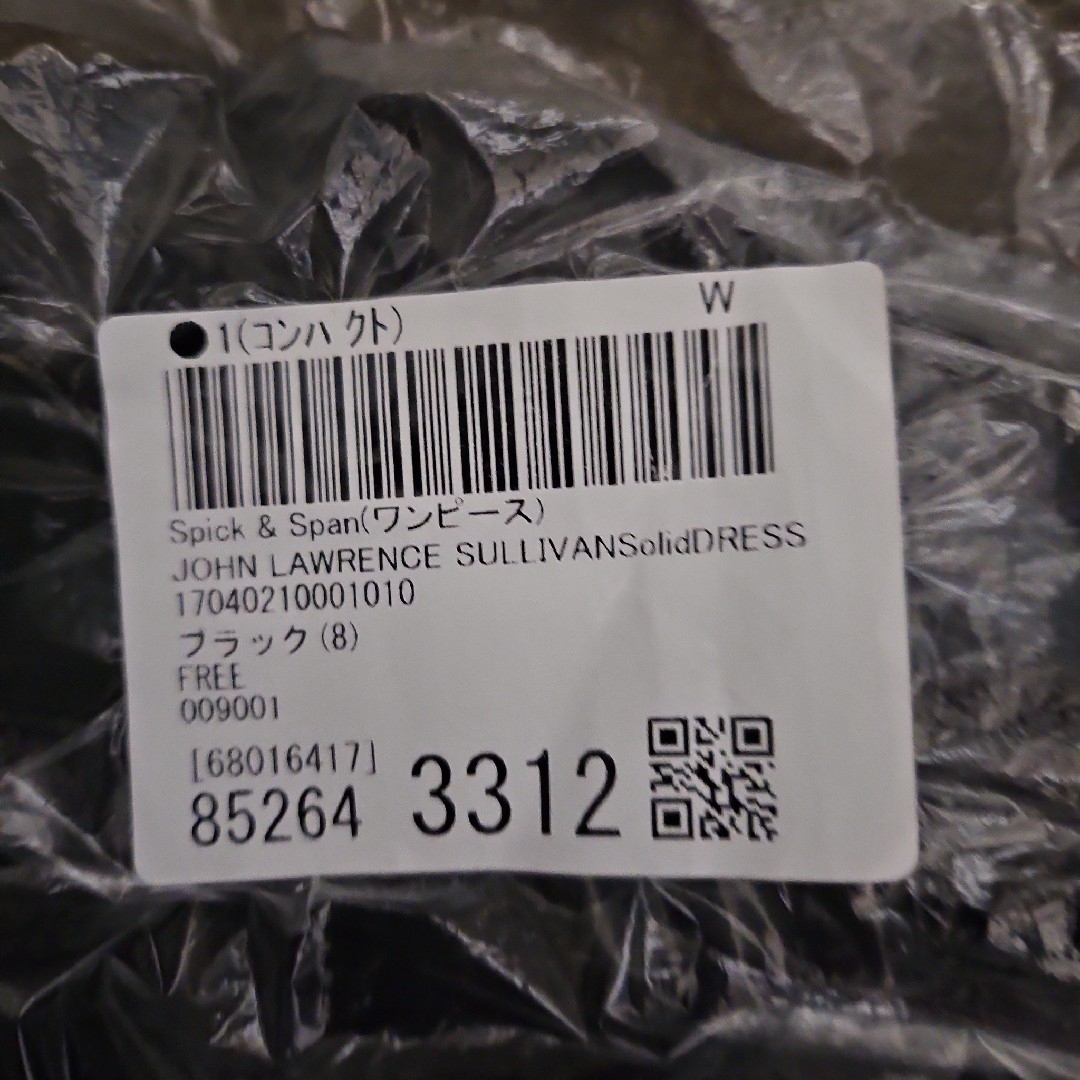 ●1(コンハ クト)
W
Spick & Span(ワンピース)
JOHN LAWRENCE SULLIVANSolidDRESS
17040210001010
ブラック(8)
FREE
009001
[68016417]
85264 3312